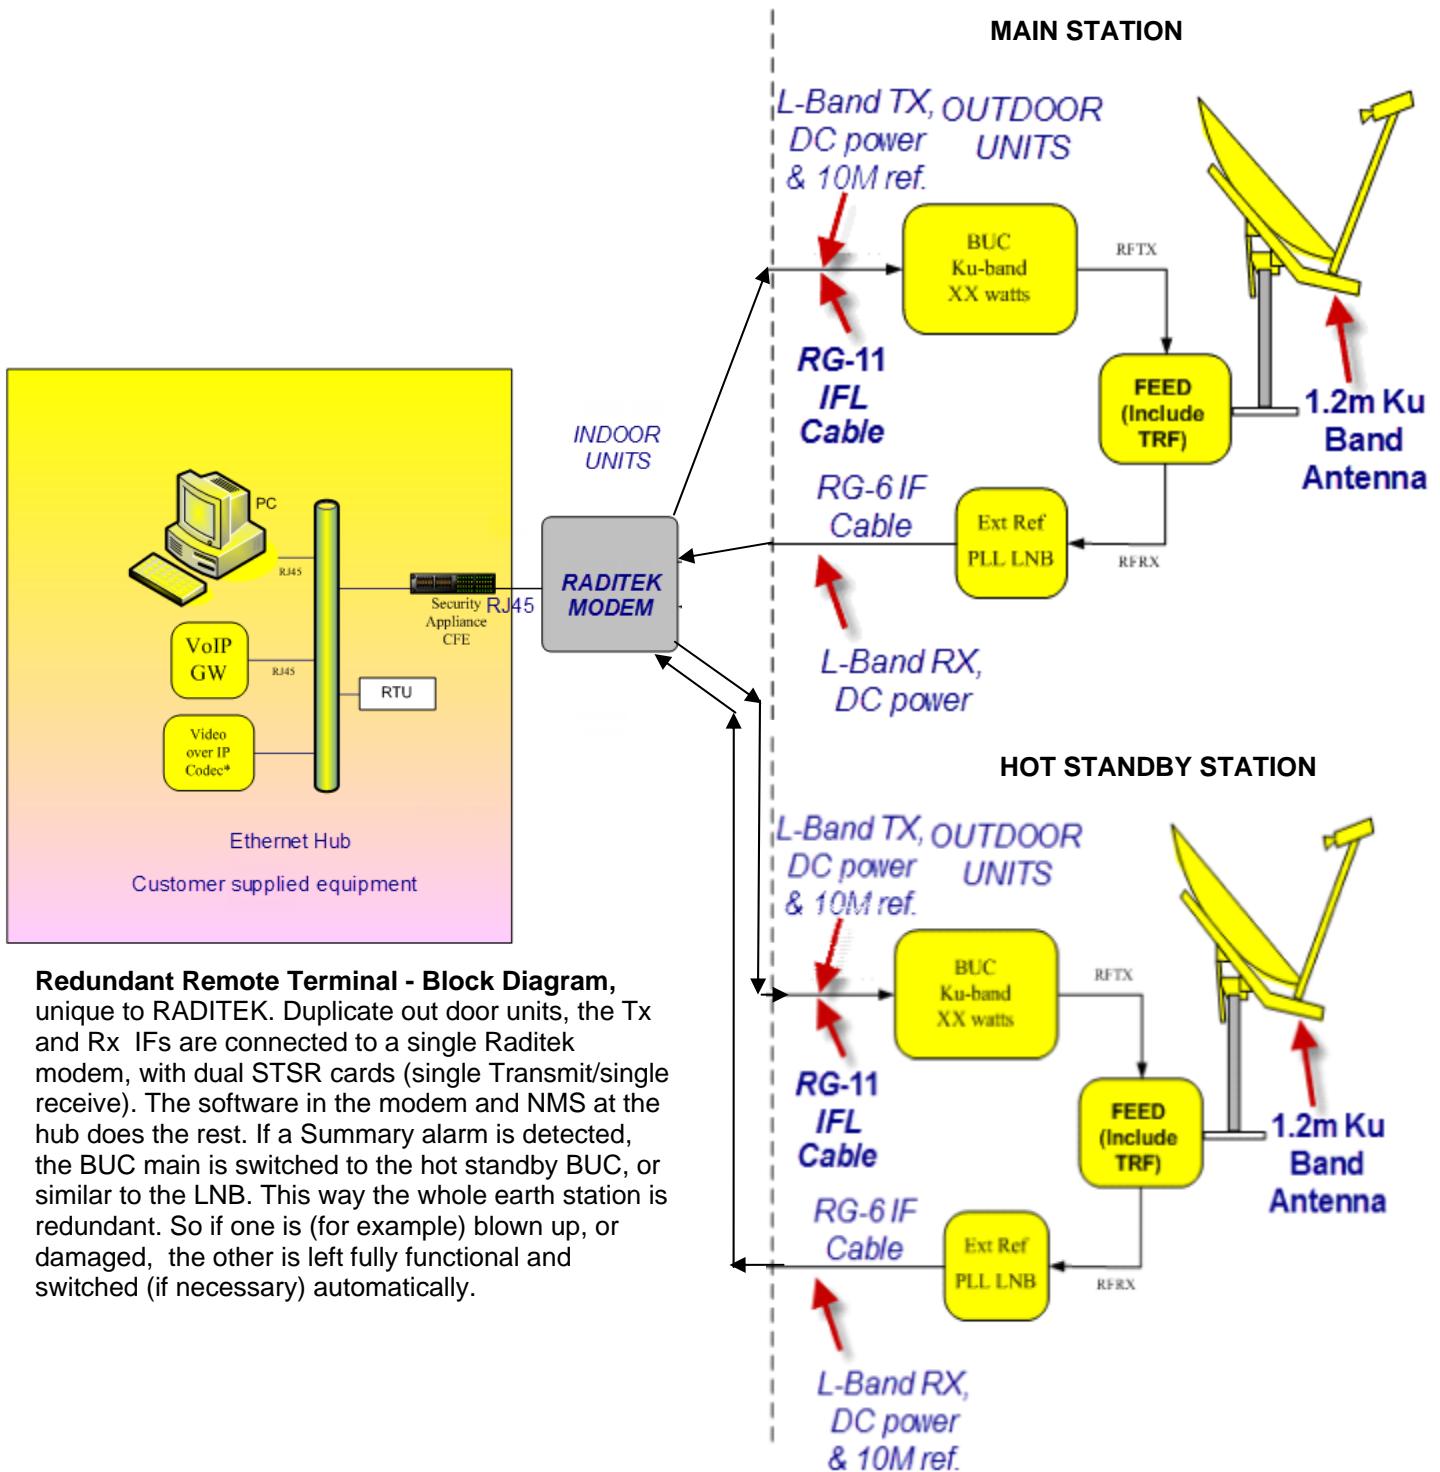 MAIN STATION
L-Band TX,
DC power
& 10M ref.
OUTDOOR
UNITS
BUC
Ku-band
XX watts
RFTX
RG-11
IFL
Cable
FEED
(Include
TRF)
1.2m Ku
Band
Antenna
RG-6 IF
Cable
Ext Ref
PLL LNB
RFRX
L-Band RX,
DC power
INDOOR
UNITS
RADITEK
MODEM
PC
RJ45
Security
Appliance
CFE
RJ45
VoIP
GW
RJ45
RTU
Video
over IP
Codec*
Ethernet Hub
Customer supplied equipment
HOT STANDBY STATION
L-Band TX,
DC power
& 10M ref.
OUTDOOR
UNITS
BUC
Ku-band
XX watts
RFTX
RG-11
IFL
Cable
FEED
(Include
TRF)
1.2m Ku
Band
Antenna
RG-6 IF
Cable
Ext Ref
PLL LNB
RFRX
L-Band RX,
DC power
& 10M ref.
Redundant Remote Terminal - Block Diagram,
unique to RADITEK. Duplicate out door units, the Tx
and Rx IFs are connected to a single Raditek
modem, with dual STSR cards (single Transmit/single
receive). The software in the modem and NMS at the
hub does the rest. If a Summary alarm is detected,
the BUC main is switched to the hot standby BUC, or
similar to the LNB. This way the whole earth station is
redundant. So if one is (for example) blown up, or
damaged, the other is left fully functional and
switched (if necessary) automatically.